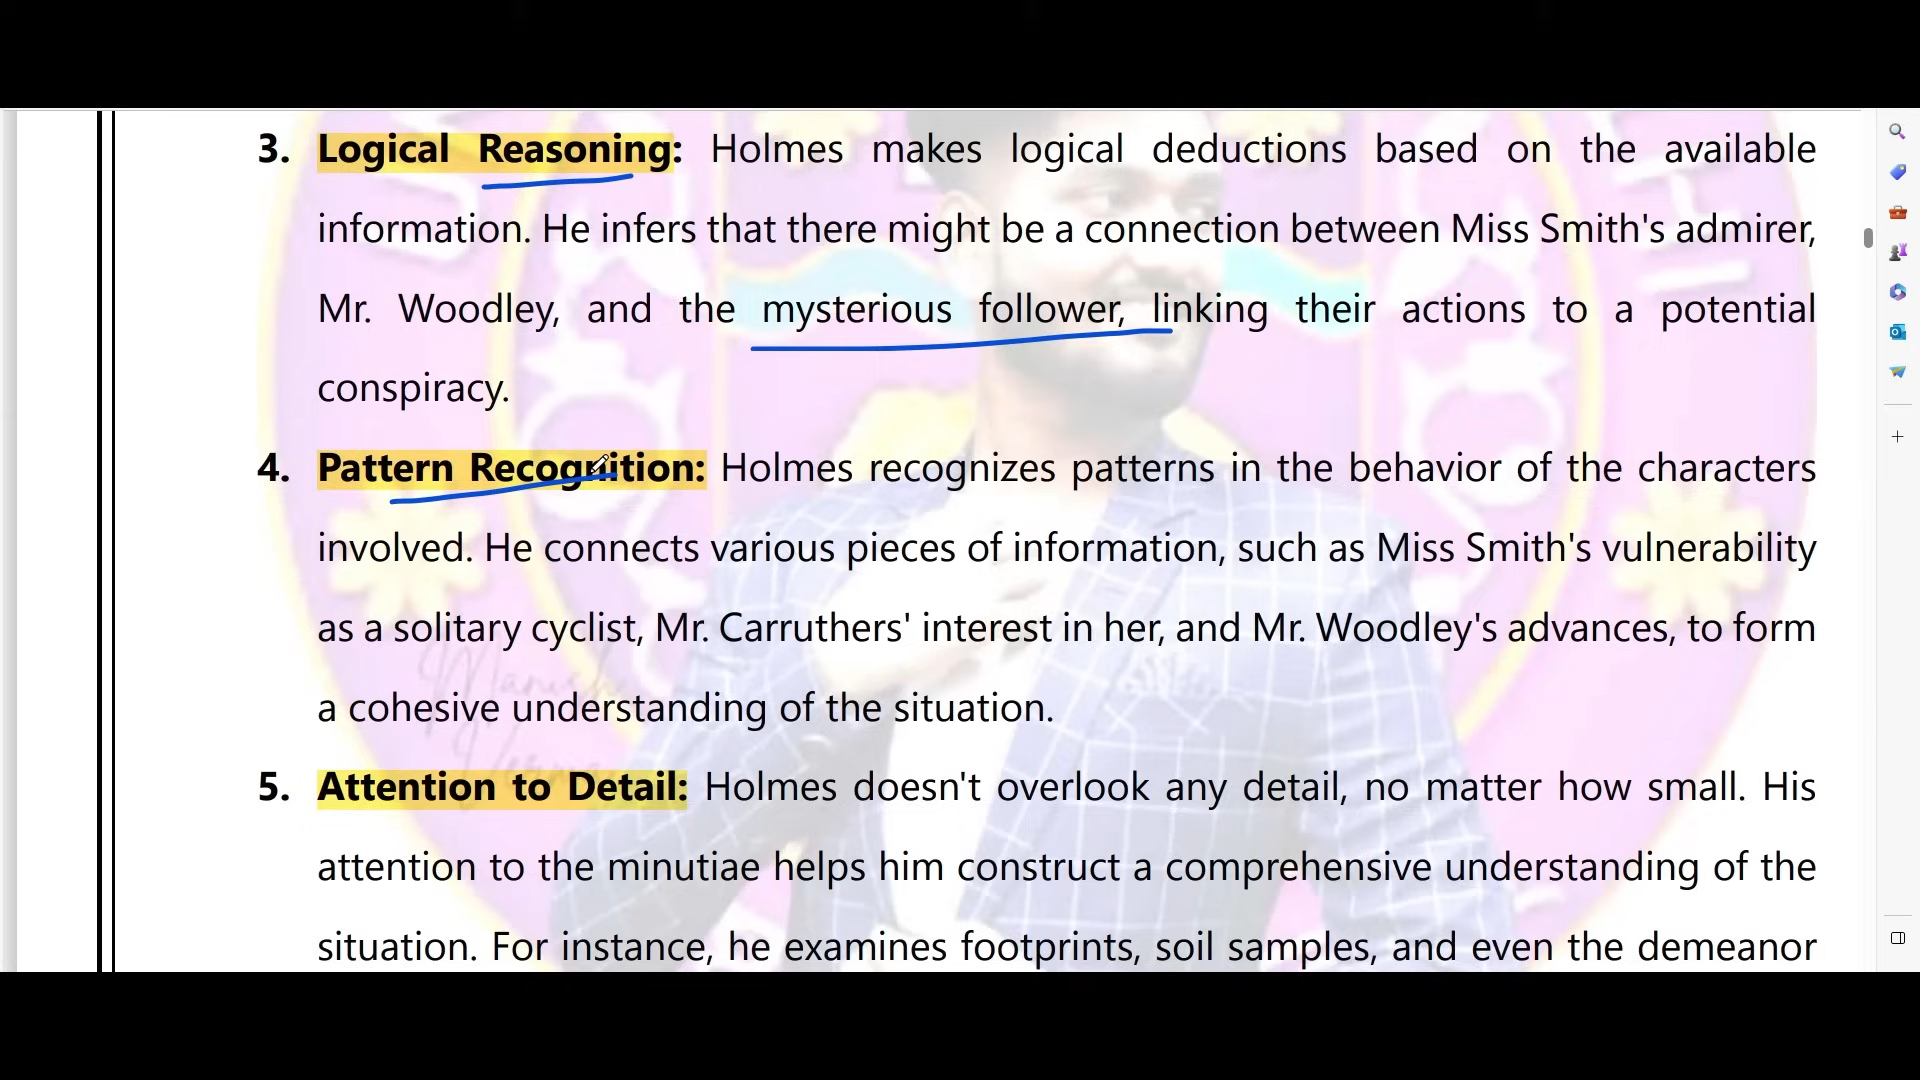 3. Logical Reasoning: Holmes makes logical deductions based on the available
information. He infers that there might be a connection between Miss Smith's admirer,
Mr. Woodley, and the mysterious follower, linking their actions to a potential
conspiracy.
4. Pattern Recognition: Holmes recognizes patterns in the behavior of the characters
involved. He connects various pieces of information, such as Miss Smith's vulnerability
as a solitary cyclist, Mr. Carruthers' interest in her, and Mr. Woodley's advances, to form
a cohesive understanding of the situation.
5. Attention to Detail: Holmes doesn't overlook any detail, no matter how small. His
attention to the minutiae helps him construct a comprehensive understanding of the
situation. For instance, he examines footprints, soil samples, and even the demeanor